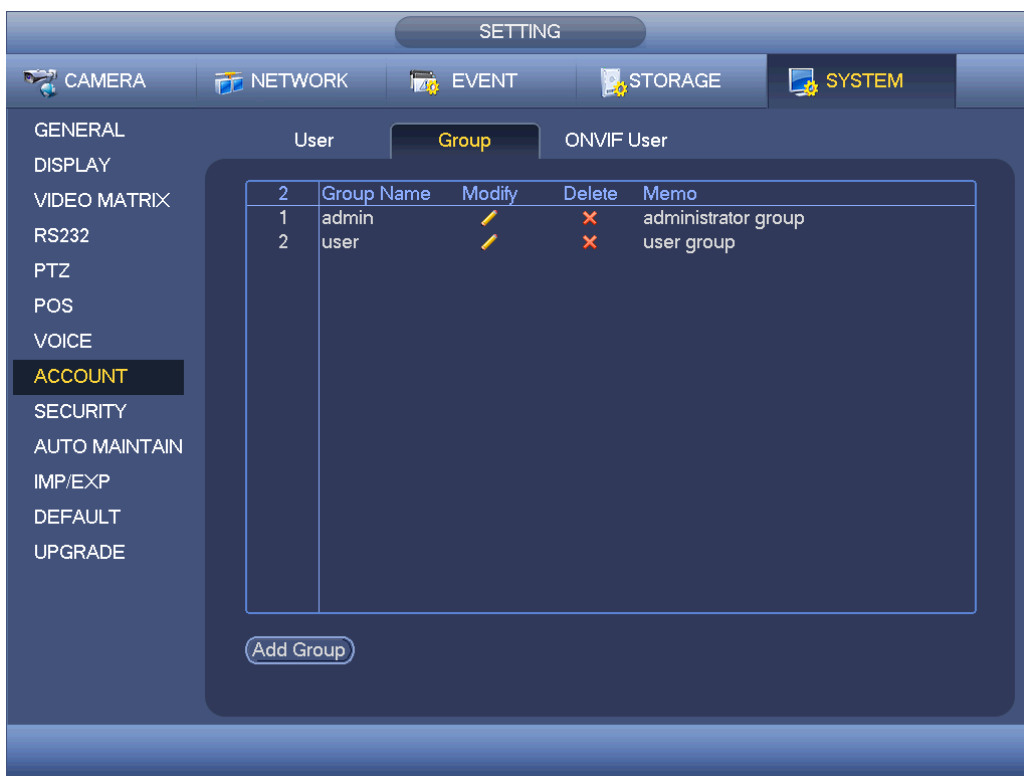 SETTING
CAMERA NETWORK EVENT STORAGE SYSTEM
GENERAL
DISPLAY
VIDEO MATRIX
RS232
PTZ
POS
VOICE
ACCOUNT
SECURITY
AUTO MAINTAIN
IMP/EXP
DEFAULT
UPGRADE
User Group ONVIF User
2 Group Name Modify Delete Memo
1 admin administrator group
2 user user group
Add Group